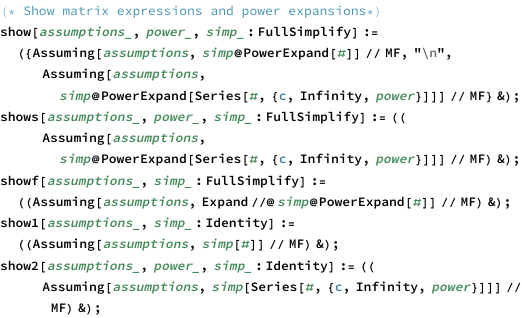 (* Show matrix expressions and power expansions*)
show[assumptions_, power_, simp_ : FullSimplify] :=
({Assuming[assumptions, simp@PowerExpand[#]] // MF, "\n",
Assuming[assumptions,
simp@PowerExpand[Series[#, {c, Infinity, power}]]] // MF} &);
shows[assumptions_, power_, simp_ : FullSimplify] := ((
Assuming[assumptions,
simp@PowerExpand[Series[#, {c, Infinity, power}]]] // MF) &);
showf[assumptions_, simp_ : FullSimplify] :=
((Assuming[assumptions, Expand //@ simp@PowerExpand[#]] // MF) &);
show1[assumptions_, simp_ : Identity] :=
((Assuming[assumptions, simp[#]] // MF) &);
show2[assumptions_, power_, simp_ : Identity] := ((
Assuming[assumptions, simp[Series[#, {c, Infinity, power}]]] //
MF) &);